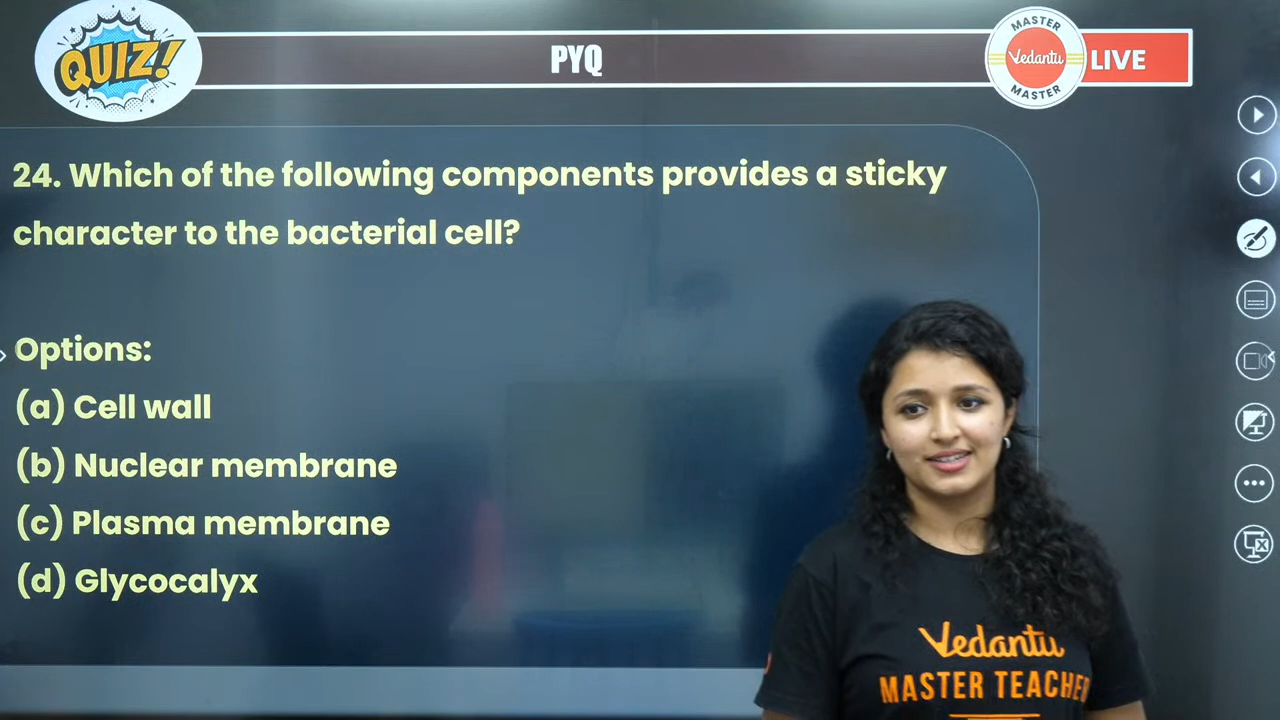 QUIZ!
PYQ
MASTER
Vedantu
MASTER
LIVE
24. Which of the following components provides a sticky
character to the bacterial cell?
Options:
(a) Cell wall
(b) Nuclear membrane
(c) Plasma membrane
(d) Glycocalyx
Vedantu
MASTER TEACHER